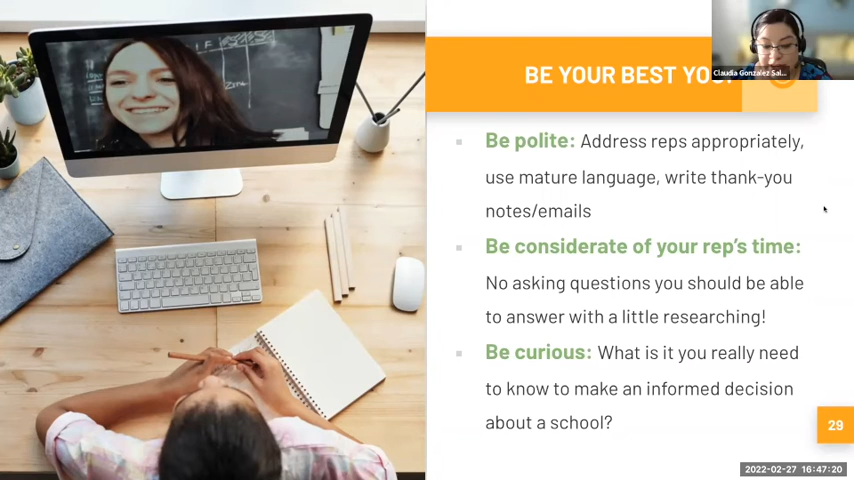 BE YOUR BEST YOU!
Claudia Gonzalez Sal...
Be polite: Address reps appropriately,
use mature language, write thank-you
notes/emails
Be considerate of your rep's time:
No asking questions you should be able
to answer with a little researching!
Be curious: What is it you really need
to know to make an informed decision
about a school?
29
2022-02-27 16:47:20